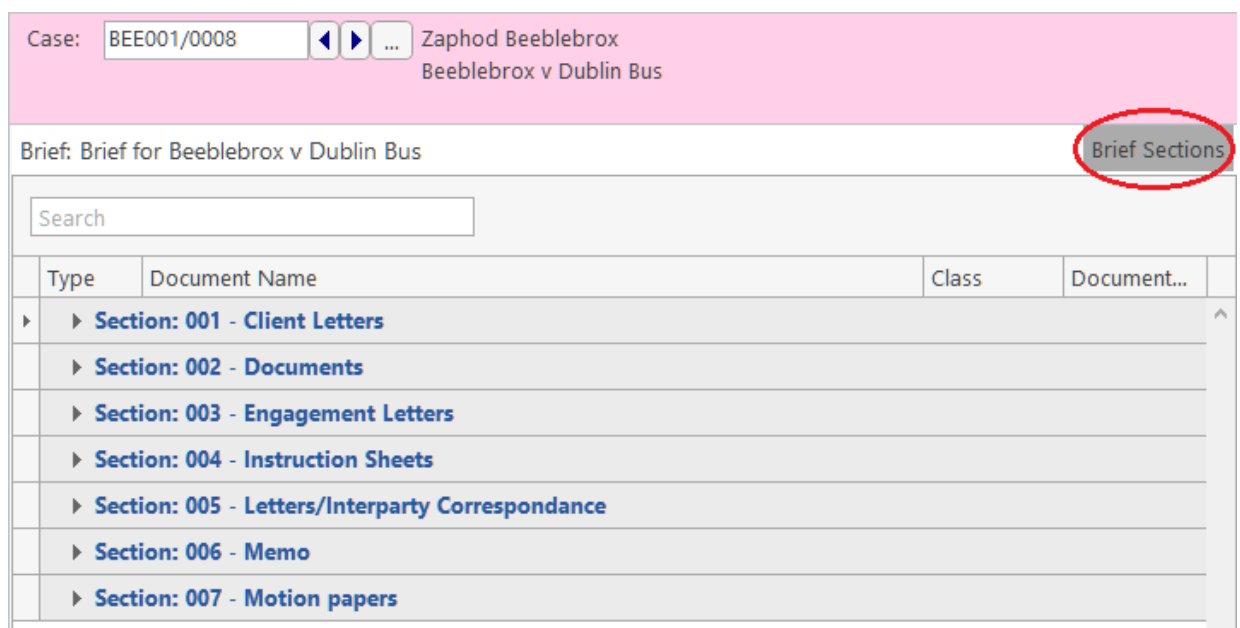 Case: BEE001/0008 ... Zaphod Beeblebrox
Beeblebrox v Dublin Bus
Brief: Brief for Beeblebrox v Dublin Bus Brief Sections
Search
Type Document Name Class Document...
Section: 001 - Client Letters
Section: 002 - Documents
Section: 003 - Engagement Letters
Section: 004 - Instruction Sheets
Section: 005 - Letters/Interparty Correspondance
Section: 006 - Memo
Section: 007 - Motion papers